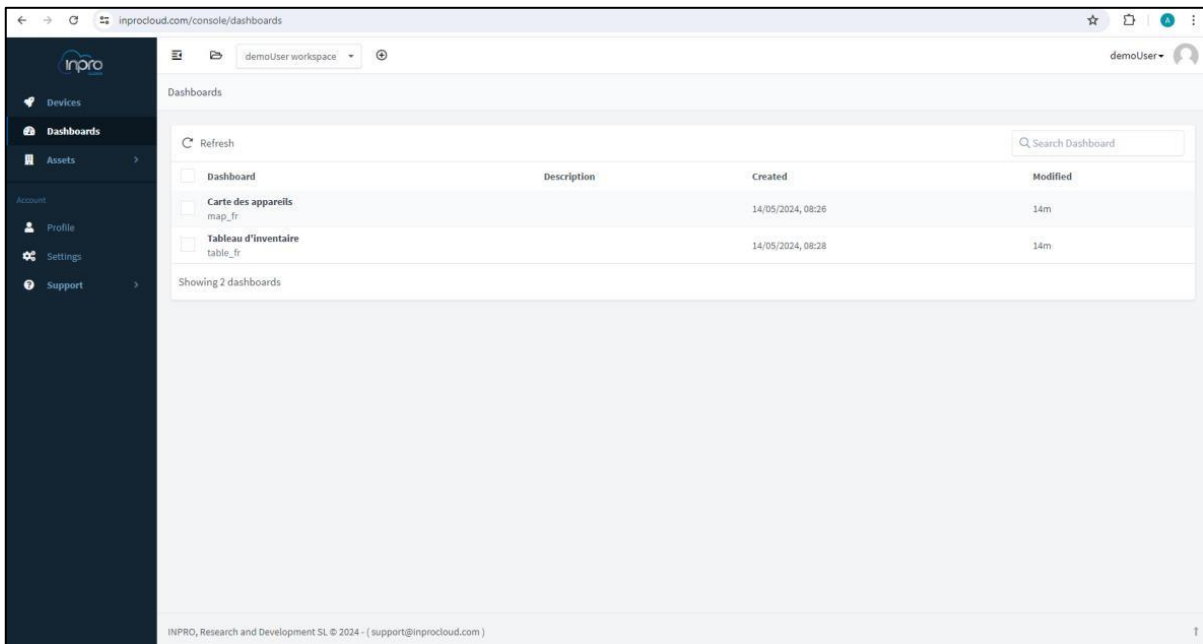 inprocloud.com/console/dashboards
A
inpro
demoUser workspace
demoUser
Devices
Dashboards
Assets
Account
Profile
Settings
Support
Dashboards
Refresh
Search Dashboard
Dashboard Description Created Modified
Carte des appareils
map_fr
14/05/2024, 08:26 14m
Tableau d'inventaire
table_fr
14/05/2024, 08:28 14m
Showing 2 dashboards
INPRO, Research and Development SL © 2024 - ( support@inprocloud.com )